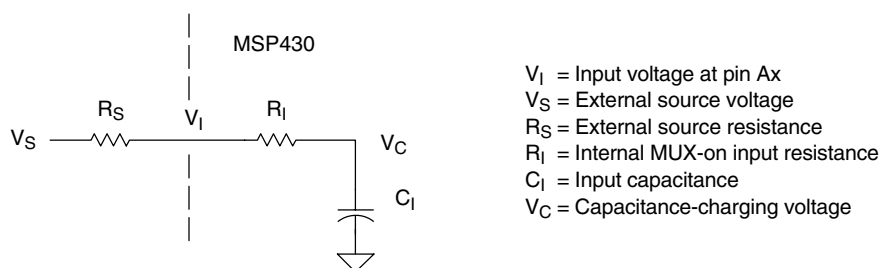 MSP430
R_S
V_I
R_I
V_S
V_C
C_I
V_I = Input voltage at pin Ax
V_S = External source voltage
R_S = External source resistance
R_I = Internal MUX-on input resistance
C_I = Input capacitance
V_C = Capacitance-charging voltage